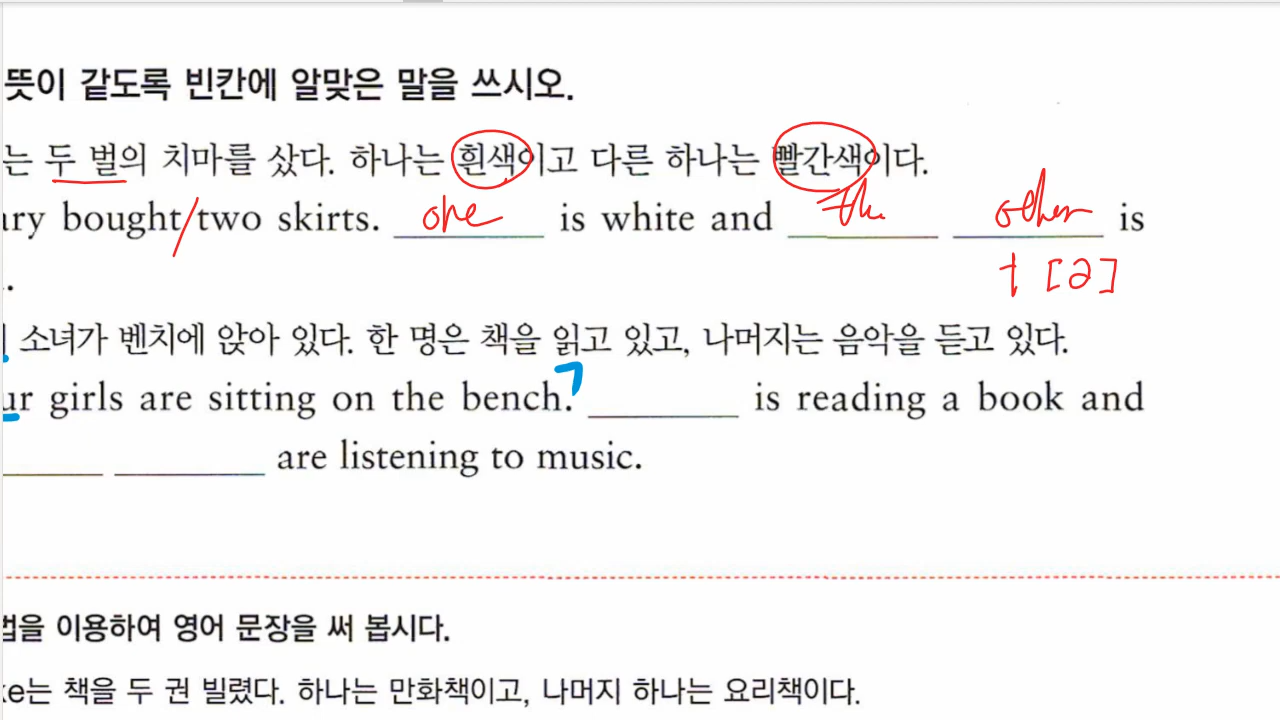 뜻이 같도록 빈칸에 알맞은 말을 쓰시오.
는 두 벌의 치마를 샀다. 하나는 흰색이고 다른 하나는 빨간색이다.
ary bought/two skirts. one is white and the other is
.
소녀가 벤치에 앉아 있다. 한 명은 책을 읽고 있고, 나머지는 음악을 듣고 있다.
ur girls are sitting on the bench. is reading a book and
are listening to music.
법을 이용하여 영어 문장을 써 봅시다.
ke는 책을 두 권 빌렸다. 하나는 만화책이고, 나머지 하나는 요리책이다.